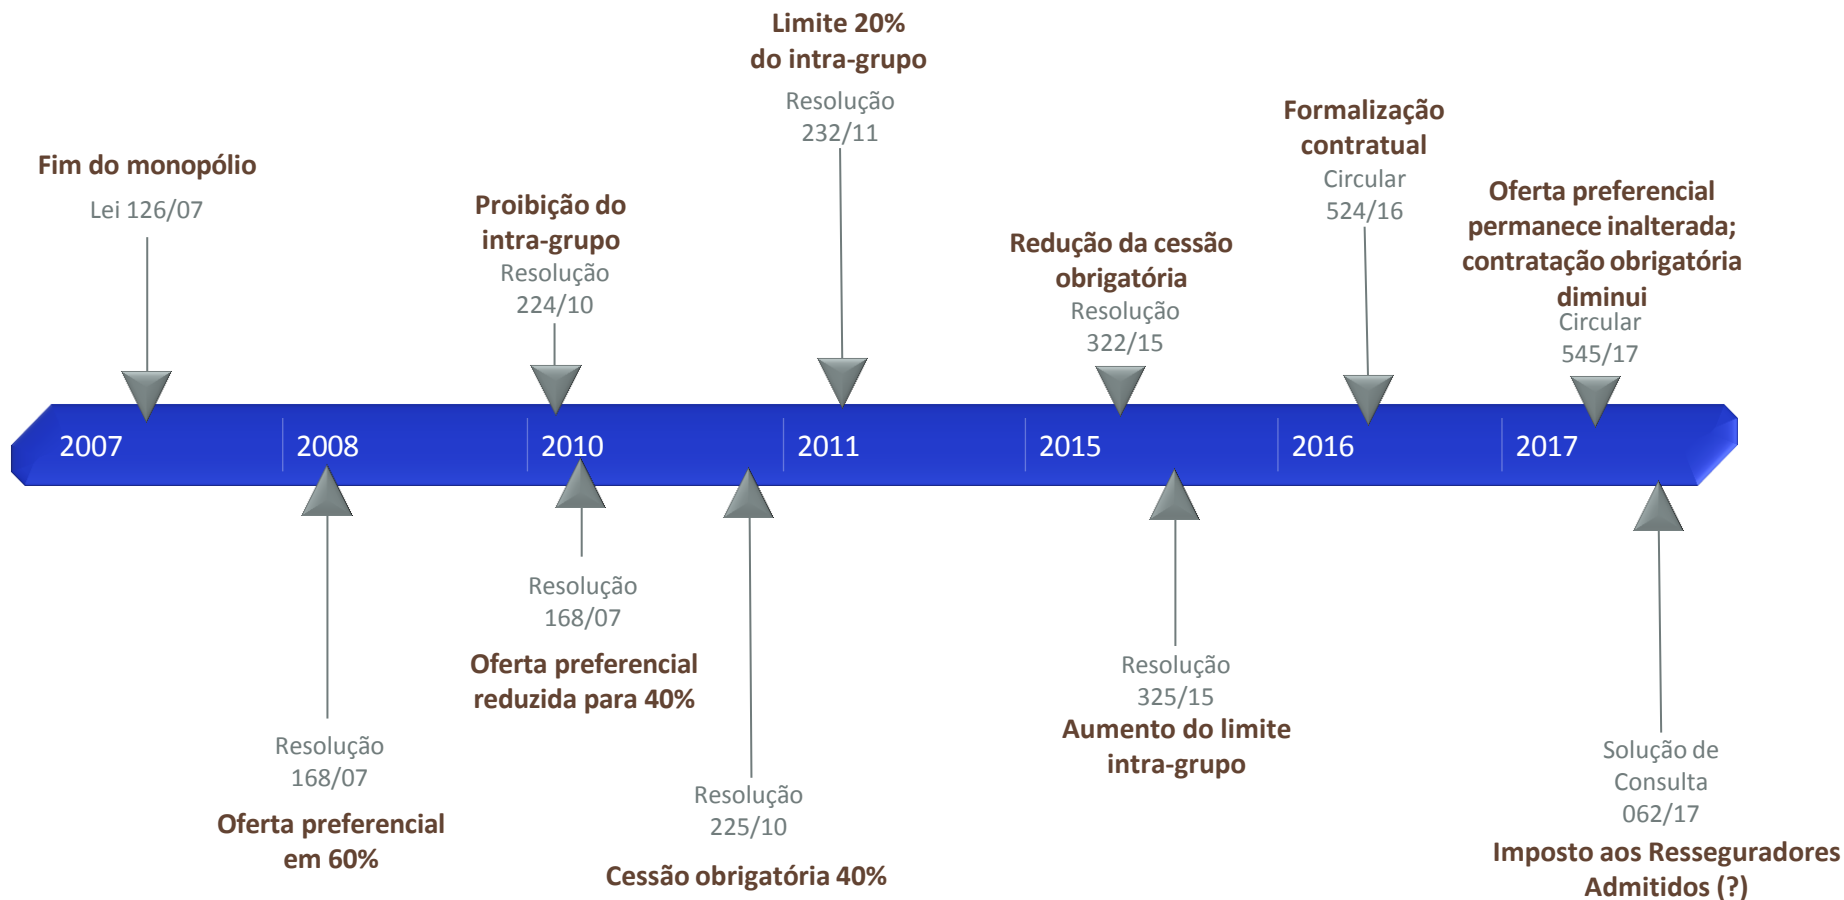 Limite 20%
do intra-grupo
Resolução
232/11
Formalização
contratual
Circular
524/16
Fim do monopólio
Lei 126/07
Proibição do
intra-grupo
Resolução
224/10
Redução da cessão
obrigatória
Resolução
322/15
Oferta preferencial
permanece inalterada;
contratação obrigatória
diminui
Circular
545/17
2007
2008
2010
2011
2015
2016
2017
Resolução
168/07
Oferta preferencial
em 60%
Resolução
168/07
Oferta preferencial
reduzida para 40%
Resolução
225/10
Cessão obrigatória 40%
Resolução
325/15
Aumento do limite
intra-grupo
Solução de
Consulta
062/17
Imposto aos Resseguradores
Admitidos (?)